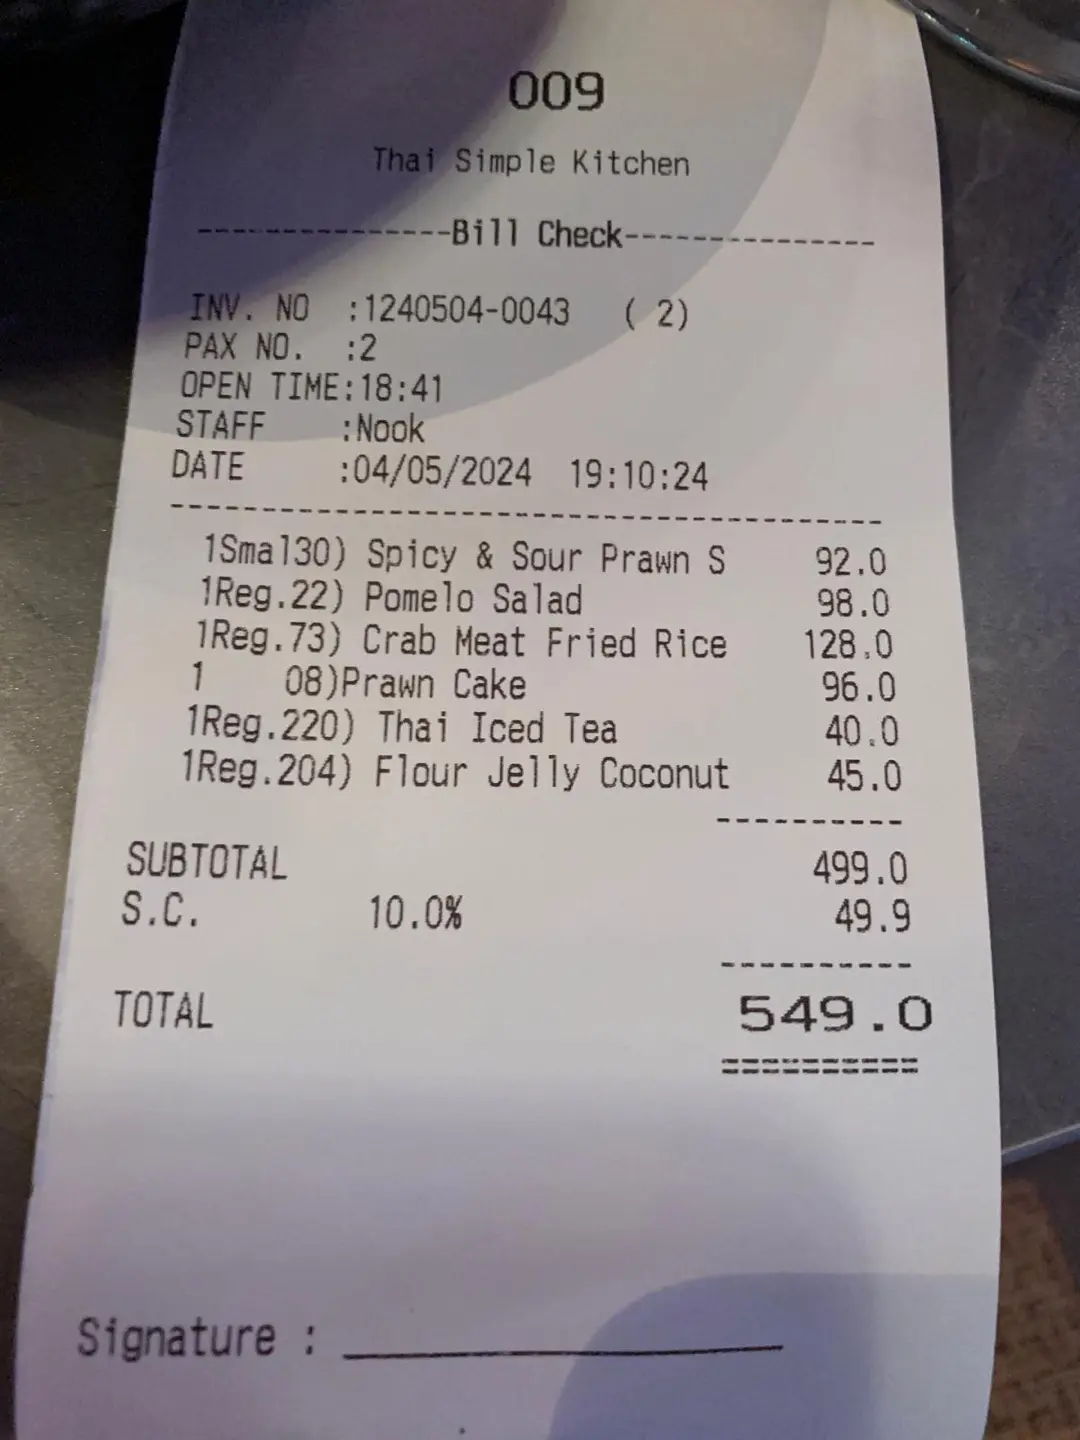 009
Thai Simple Kitchen
---------------Bill Check---------------
INV. NO :1240504-0043 ( 2)
PAX NO. :2
OPEN TIME:18:41
STAFF :Nook
DATE :04/05/2024 19:10:24
----------------------------------------
1Smal30) Spicy & Sour Prawn S 92.0
1Reg.22) Pomelo Salad 98.0
1Reg.73) Crab Meat Fried Rice 128.0
1 08)Prawn Cake 96.0
1Reg.220) Thai Iced Tea 40.0
1Reg.204) Flour Jelly Coconut 45.0
----------
SUBTOTAL 499.0
S.C. 10.0% 49.9
----------
TOTAL 549.0
==========
Signature : ____________________